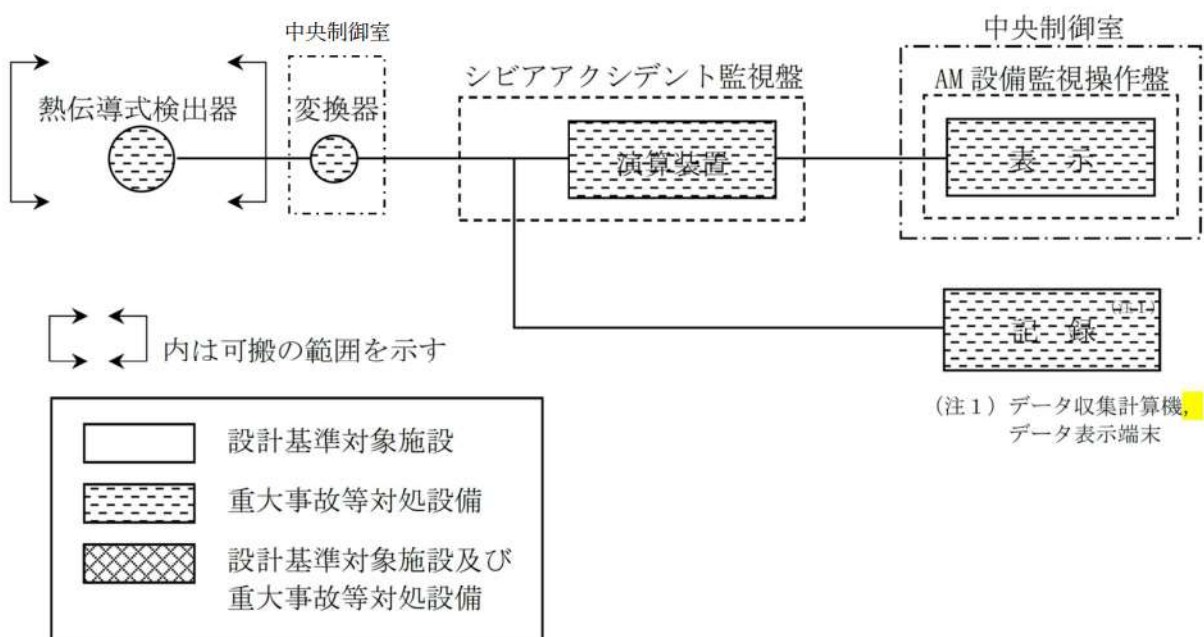 中央制御室
熱伝導式検出器
変換器
シビアアクシデント監視盤
演算装置
中央制御室
AM 設備監視操作盤
表 示
内は可搬の範囲を示す
記 録
(注1)
(注1) データ収集計算機,
データ表示端末
設計基準対象施設
重大事故等対処設備
設計基準対象施設及び
重大事故等対処設備